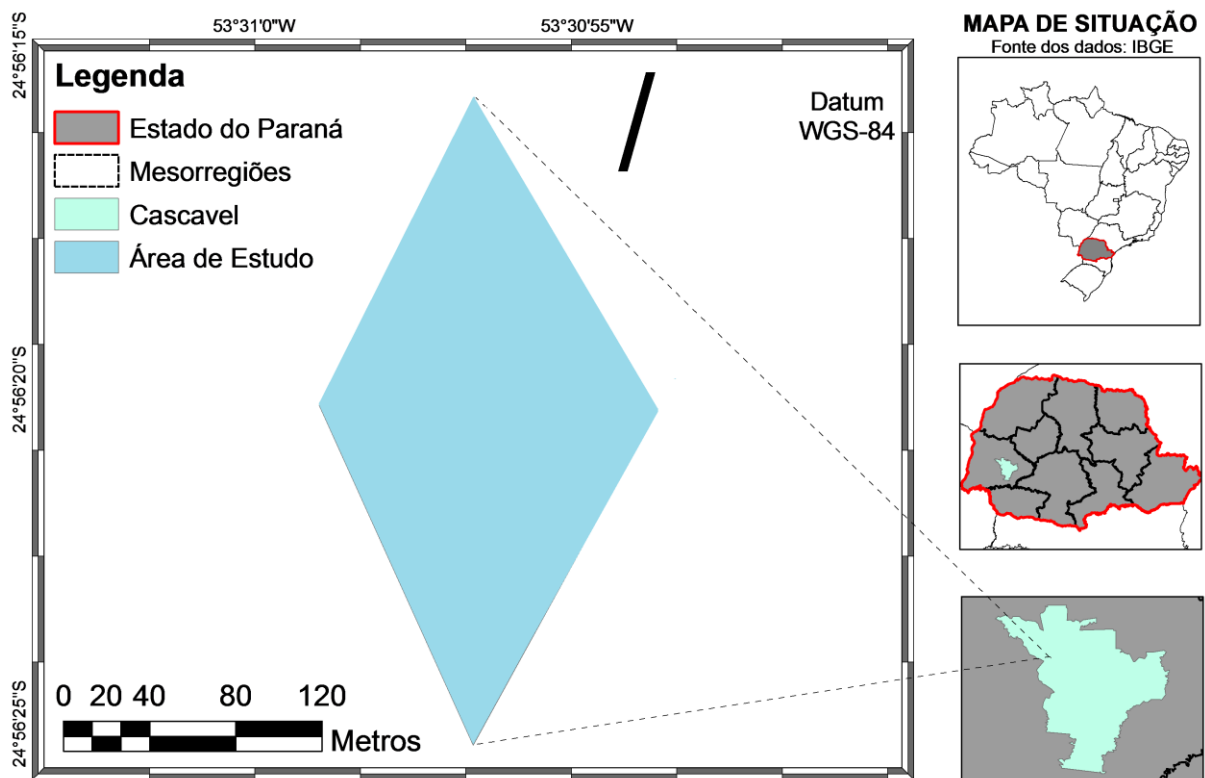 53°31'0"W
53°30'55"W
24°56'15"S
24°56'20"S
24°56'25"S
Legenda
Estado do Paraná
Mesorregiões
Cascavel
Área de Estudo
Datum
WGS-84
0 20 40 80 120
Metros
MAPA DE SITUAÇÃO
Fonte dos dados: IBGE